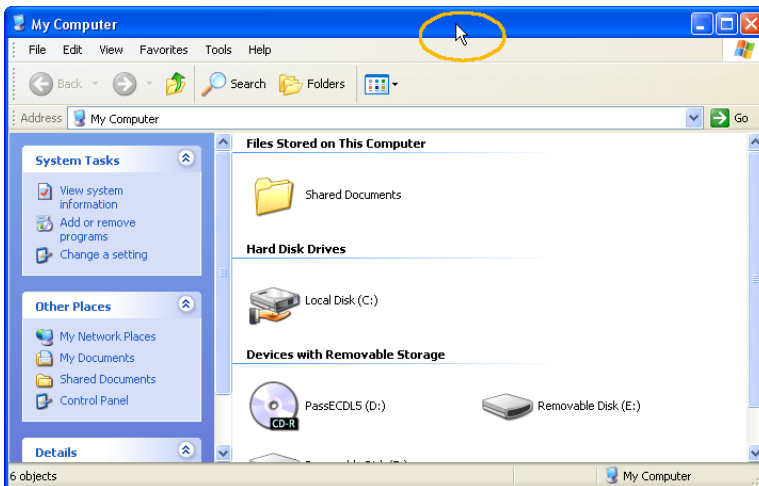 My Computer
File Edit View Favorites Tools Help
Back Search Folders
Address My Computer Go
System Tasks
View system
information
Add or remove
programs
Change a setting
Other Places
My Network Places
My Documents
Shared Documents
Control Panel
Details
Files Stored on This Computer
Shared Documents
Hard Disk Drives
Local Disk (C:)
Devices with Removable Storage
CD-R
PassECDL5 (D:)
Removable Disk (E:)
6 objects
My Computer